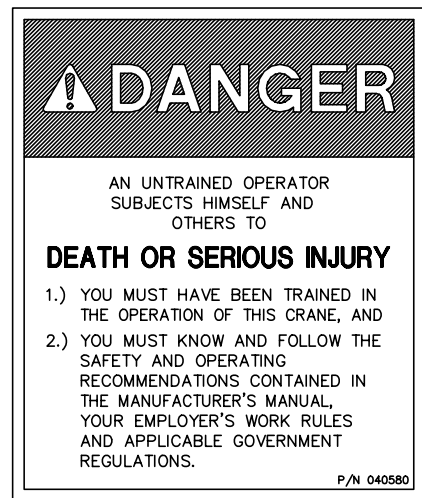 DANGER
AN UNTRAINED OPERATOR
SUBJECTS HIMSELF AND
OTHERS TO
DEATH OR SERIOUS INJURY
1.) YOU MUST HAVE BEEN TRAINED IN
THE OPERATION OF THIS CRANE, AND
2.) YOU MUST KNOW AND FOLLOW THE
SAFETY AND OPERATING
RECOMMENDATIONS CONTAINED IN
THE MANUFACTURER'S MANUAL,
YOUR EMPLOYER'S WORK RULES
AND APPLICABLE GOVERNMENT
REGULATIONS.
P/N 040580